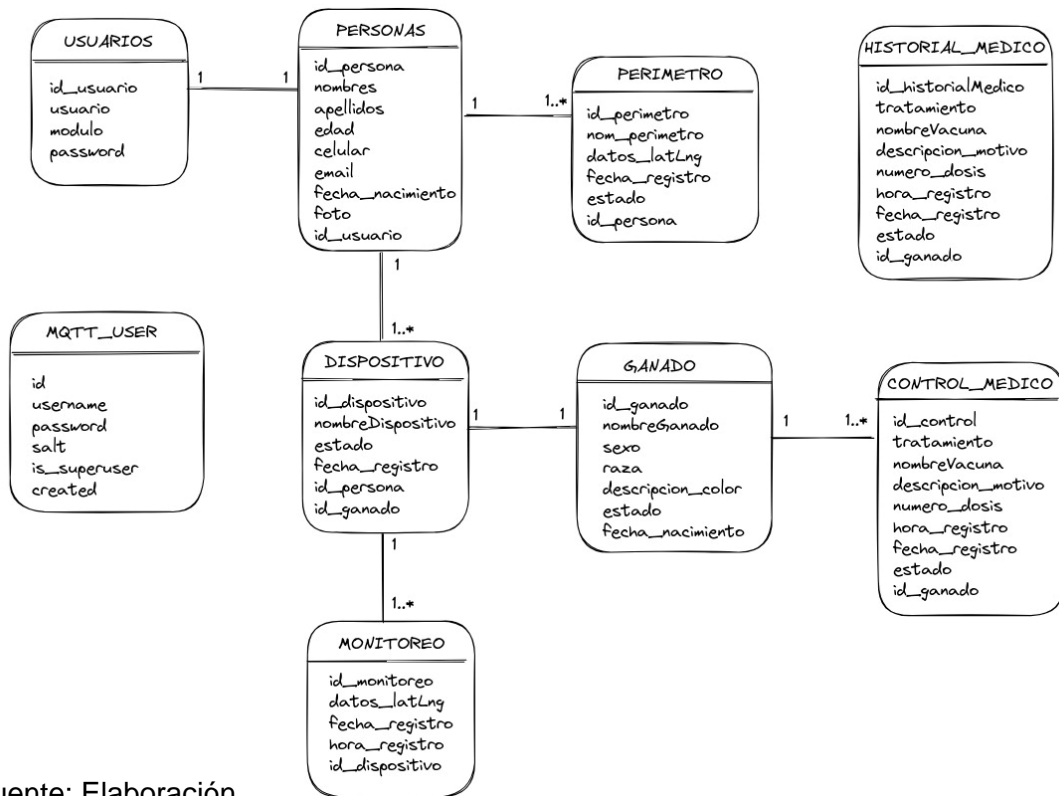 USUARIOS
id_usuario
usuario
modulo
password
1
1
PERSONAS
id_persona
nombres
apellidos
edad
celular
email
fecha_nacimiento
foto
id_usuario
1
1..*
PERIMETRO
id_perimetro
nom_perimetro
datos_latLng
fecha_registro
estado
id_persona
HISTORIAL_MEDICO
id_historialMedico
tratamiento
nombreVacuna
descripcion_motivo
numero_dosis
hora_registro
fecha_registro
estado
id_ganado
1
1..*
MQTT_USER
id
username
password
salt
is_superuser
created
DISPOSITIVO
id_dispositivo
nombreDispositivo
estado
fecha_registro
id_persona
id_ganado
1
1
GANADO
id_ganado
nombreGanado
sexo
raza
descripcion_color
estado
fecha_nacimiento
1
1..*
CONTROL_MEDICO
id_control
tratamiento
nombreVacuna
descripcion_motivo
numero_dosis
hora_registro
fecha_registro
estado
id_ganado
1
1..*
MONITOREO
id_monitoreo
datos_latLng
fecha_registro
hora_registro
id_dispositivo
uente: Elaboración